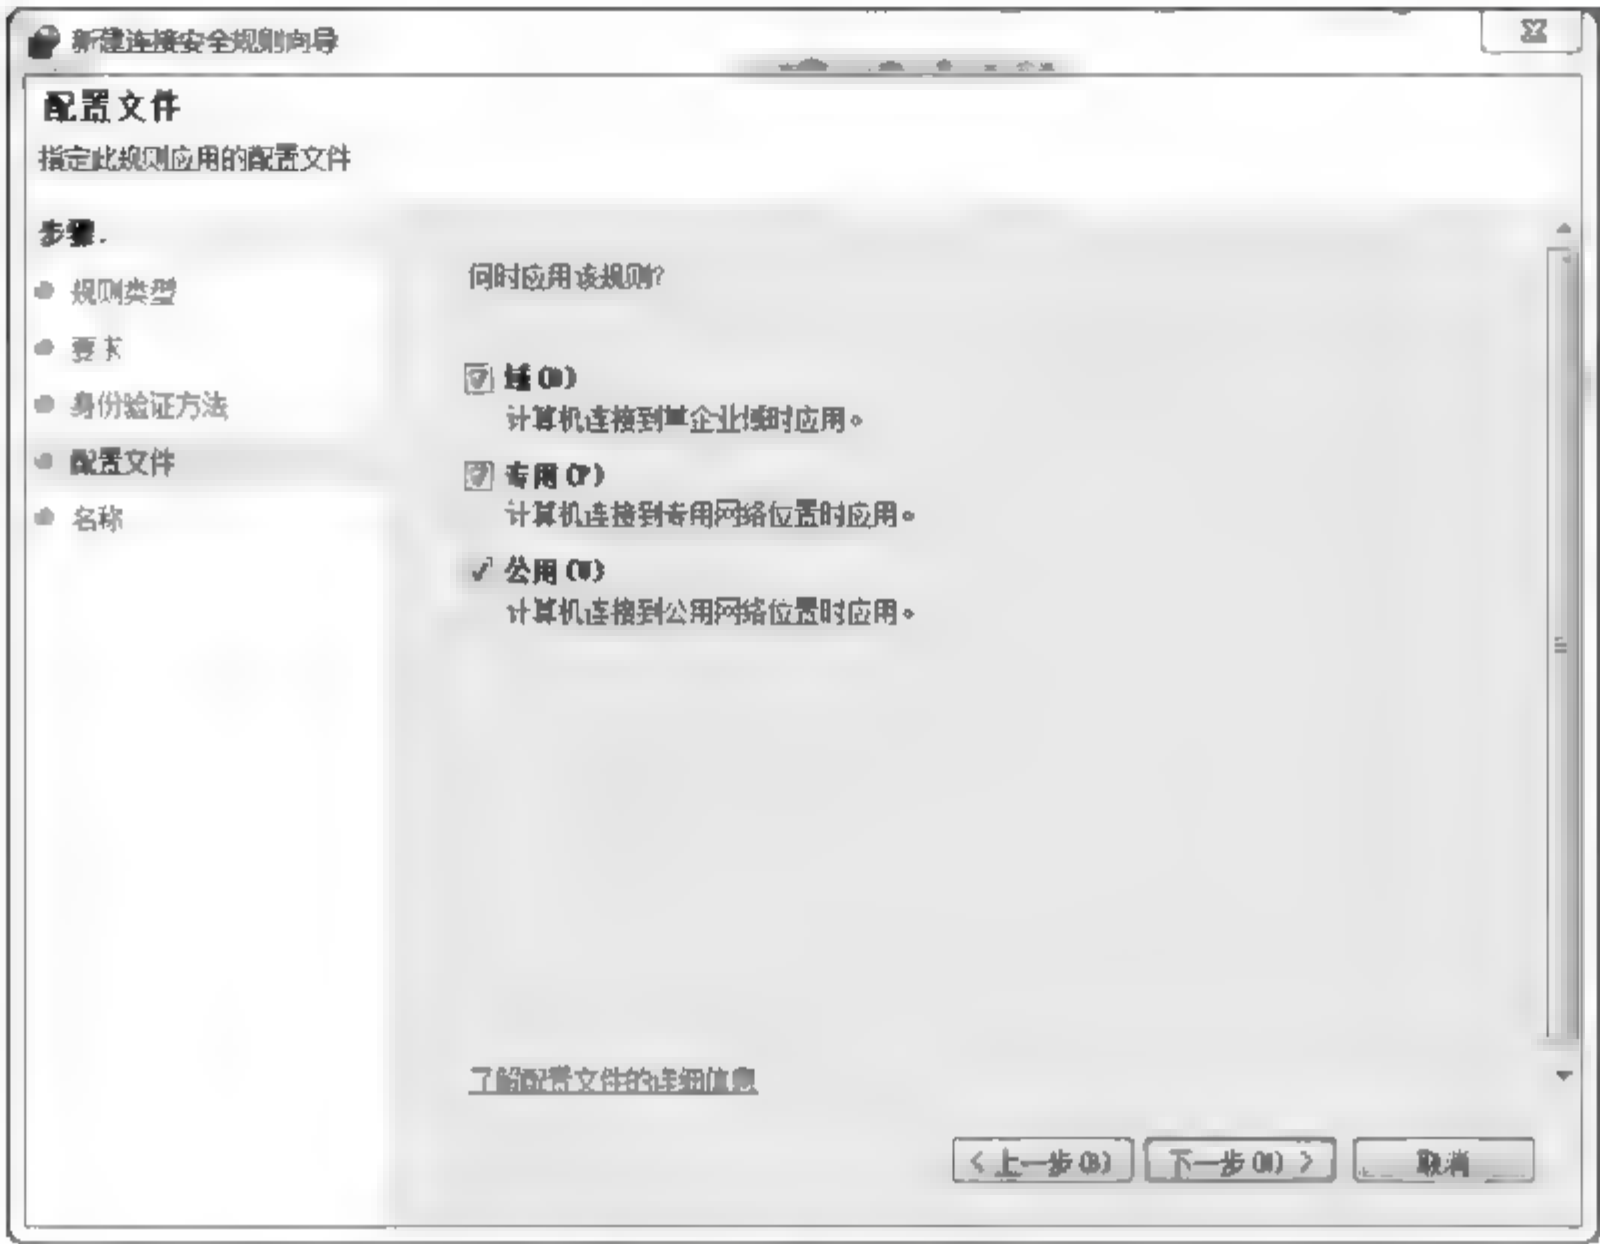 新建连接安全规则向导
配置文件
指定此规则应用的配置文件
步骤:
规则类型
要求
身份验证方法
配置文件
名称
何时应用该规则?
域(D)
计算机连接到其企业域时应用。
专用(P)
计算机连接到专用网络位置时应用。
公用(U)
计算机连接到公用网络位置时应用。
了解配置文件的详细信息
< 上一步(B)
下一步(N) >
取消